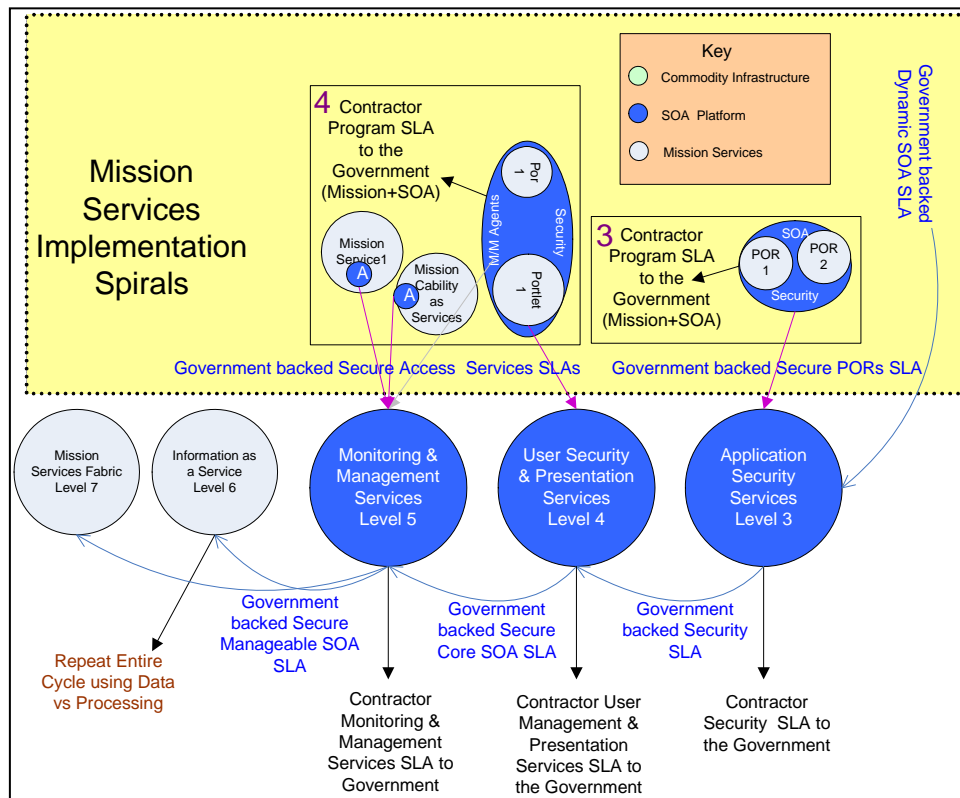 Mission
Services
Implementation
Spirals
4
Contractor
Program SLA
to the
Government
(Mission+SOA)
Mission
Service1
A
Mission
Cability as
Services
A
Por
1
M/M Agents
Security
Portlet
1
Key
Commodity Infrastructure
SOA Platform
Mission Services
3
Contractor
Program SLA
to the
Government
(Mission+SOA)
SOA
POR
1
POR
2
Security
Government backed
Dynamic SOA SLA
Government backed Secure Access Services SLAs
Government backed Secure PORs SLA
Mission
Services Fabric
Level 7
Information as
a Service
Level 6
Monitoring &
Management
Services
Level 5
User Security
& Presentation
Services
Level 4
Application
Security
Services
Level 3
Government
backed Secure
Manageable SOA
SLA
Government
backed Secure
Core SOA SLA
Government
backed Security
SLA
Repeat Entire
Cycle using Data
vs Processing
Contractor
Monitoring &
Management
Services SLA to
Government
Contractor User
Management &
Presentation
Services SLA to
the Government
Contractor
Security SLA to
the Government